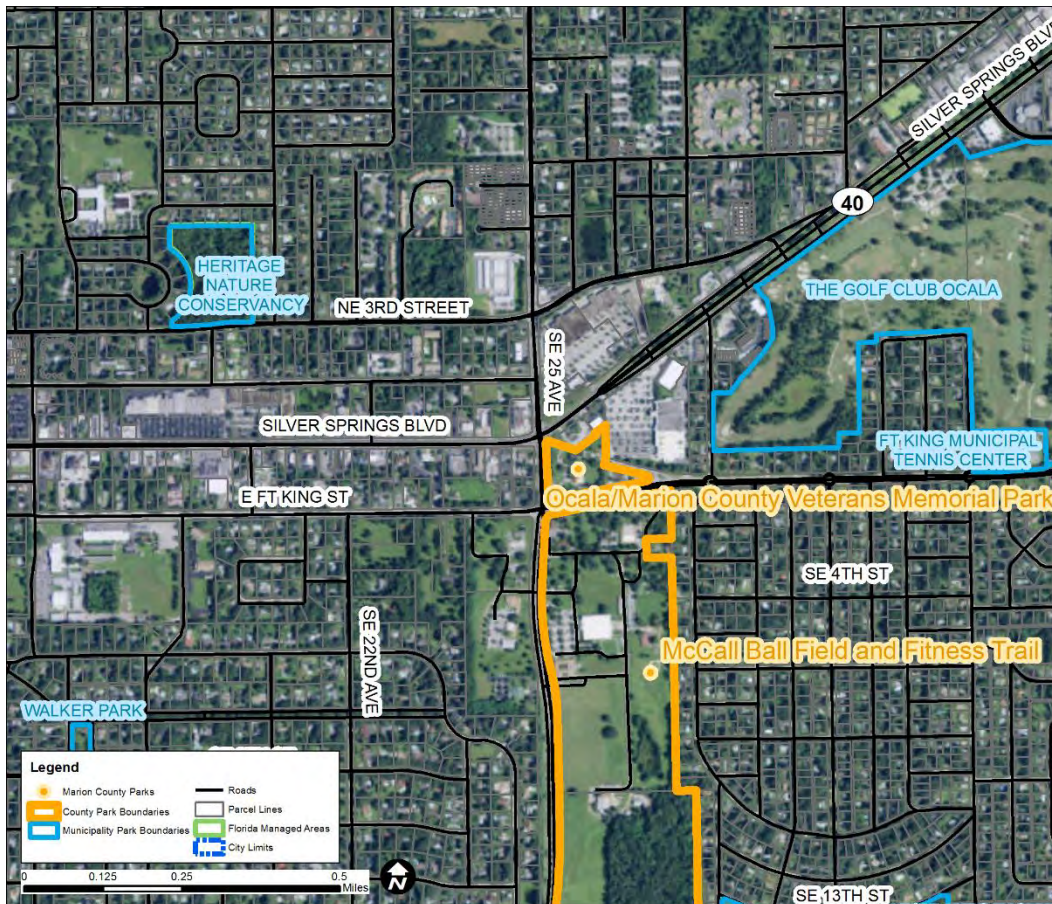 SILVER SPRINGS BLVD
40
HERITAGE
NATURE
CONSERVANCY
THE GOLF CLUB OCALA
NE 3RD STREET
SE 25 AVE
SILVER SPRINGS BLVD
FT KING MUNICIPAL
TENNIS CENTER
E FT KING ST
Ocala/Marion County Veterans Memorial Park
SE 4TH ST
SE 22ND AVE
McCall Ball Field and Fitness Trail
WALKER PARK
Legend
Marion County Parks
County Park Boundaries
Municipality Park Boundaries
Roads
Parcel Lines
Florida Managed Areas
City Limits
0 0.125 0.25 0.5
Miles
N
SE 13TH ST